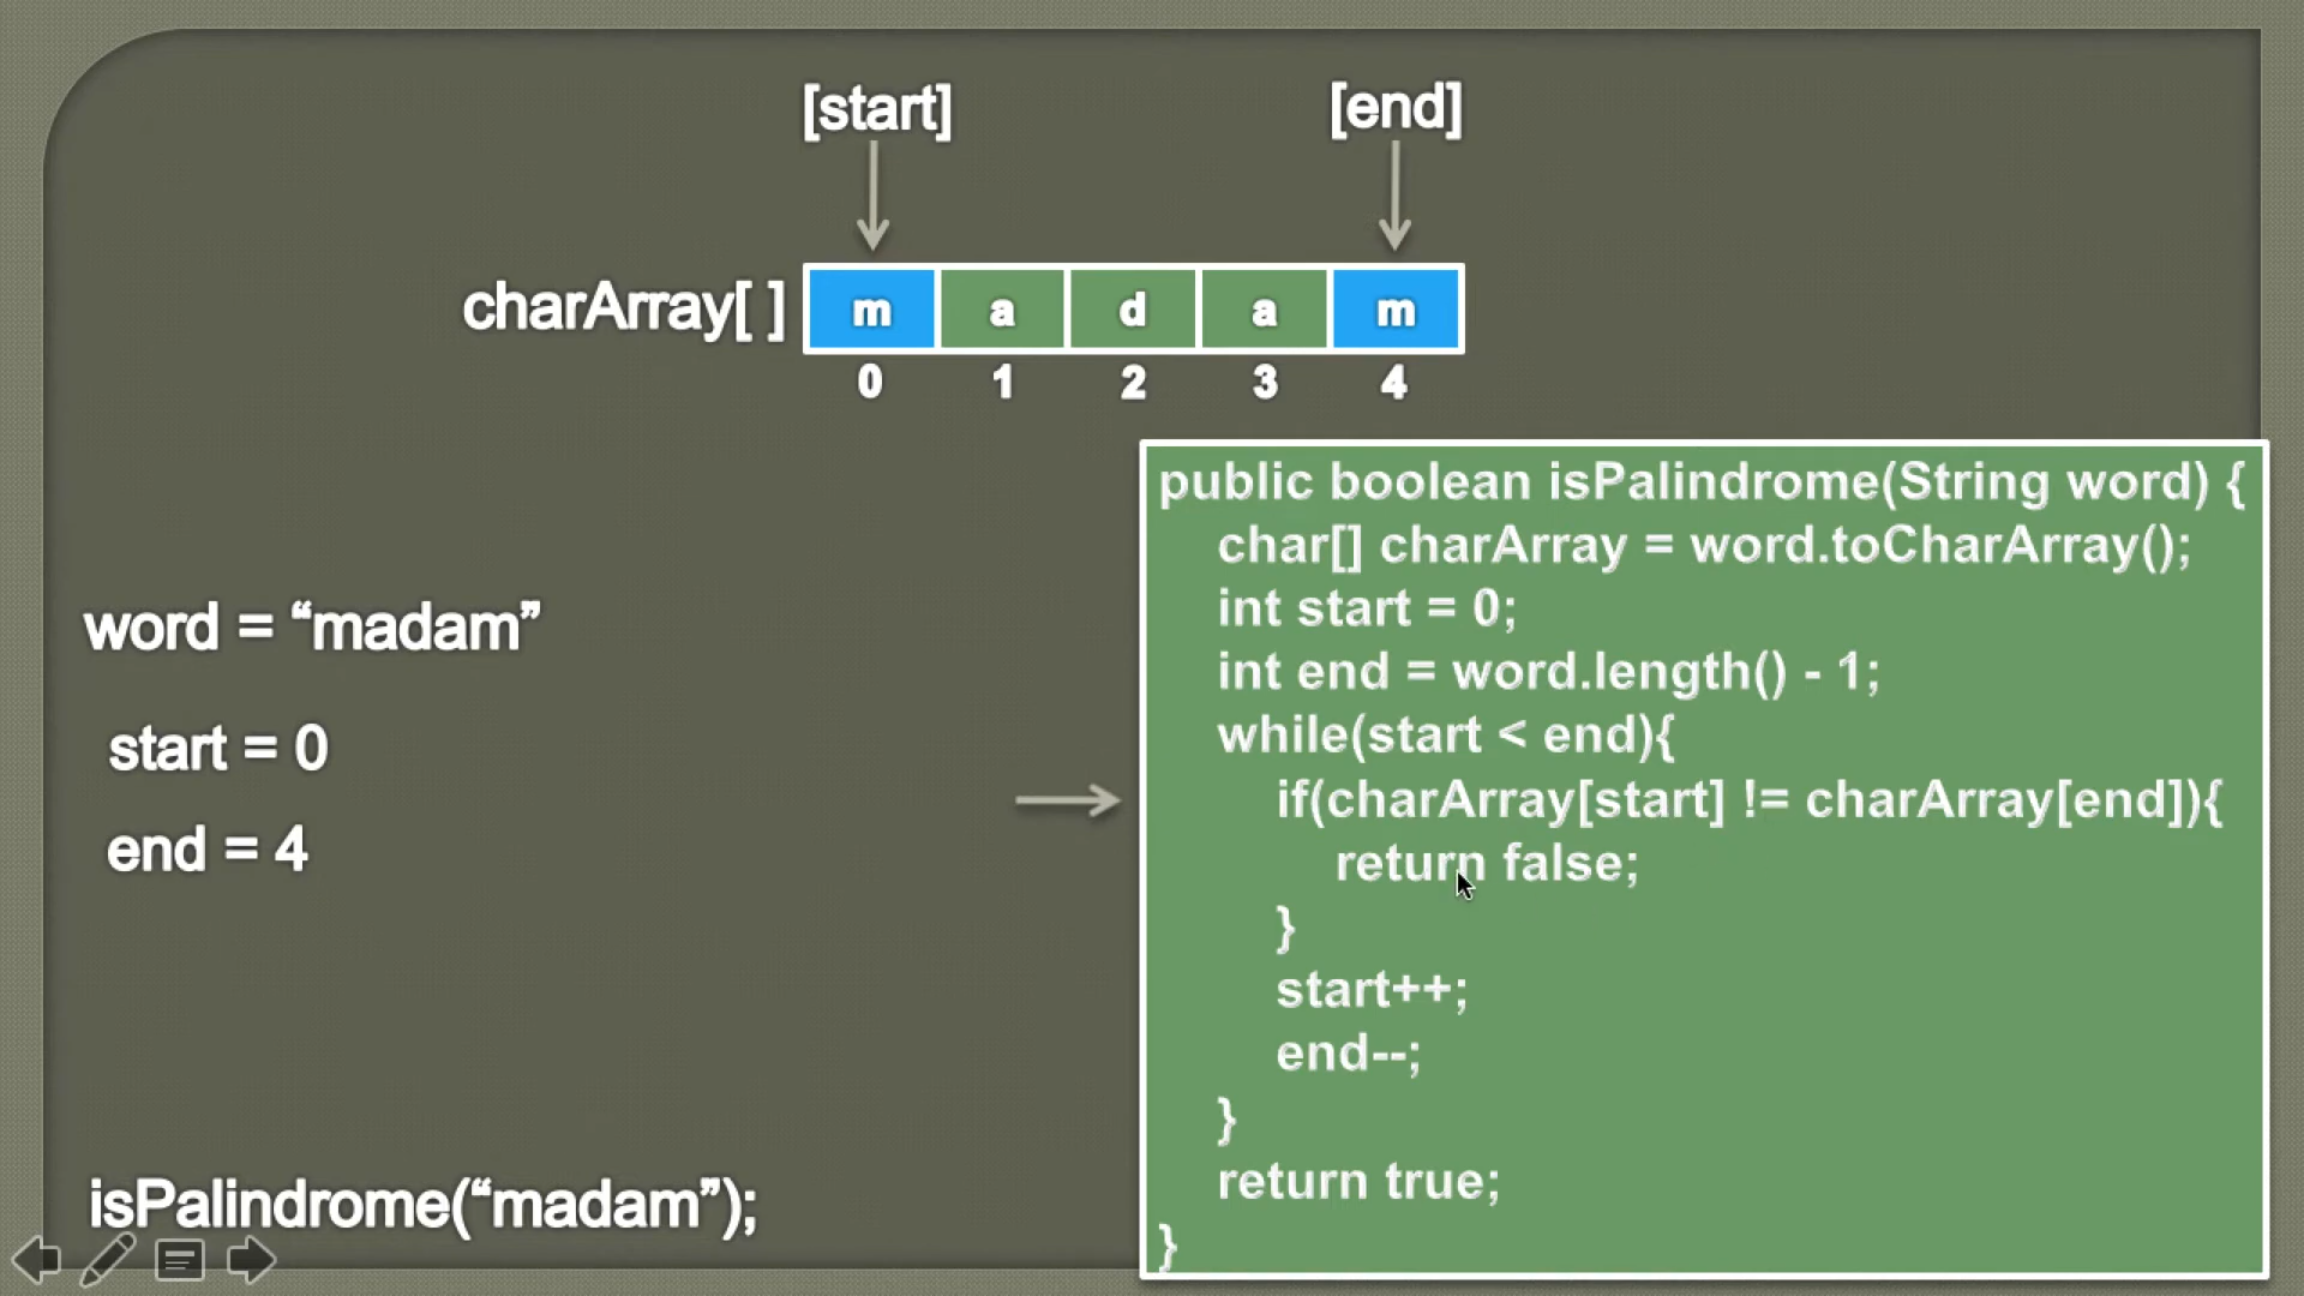 [start] [end]
charArray[ ] m a d a m
0 1 2 3 4
word = “madam”
start = 0
end = 4
isPalindrome(“madam”);
public boolean isPalindrome(String word) {
char[] charArray = word.toCharArray();
int start = 0;
int end = word.length() - 1;
while(start < end){
if(charArray[start] != charArray[end]){
return false;
}
start++;
end--;
}
return true;
}